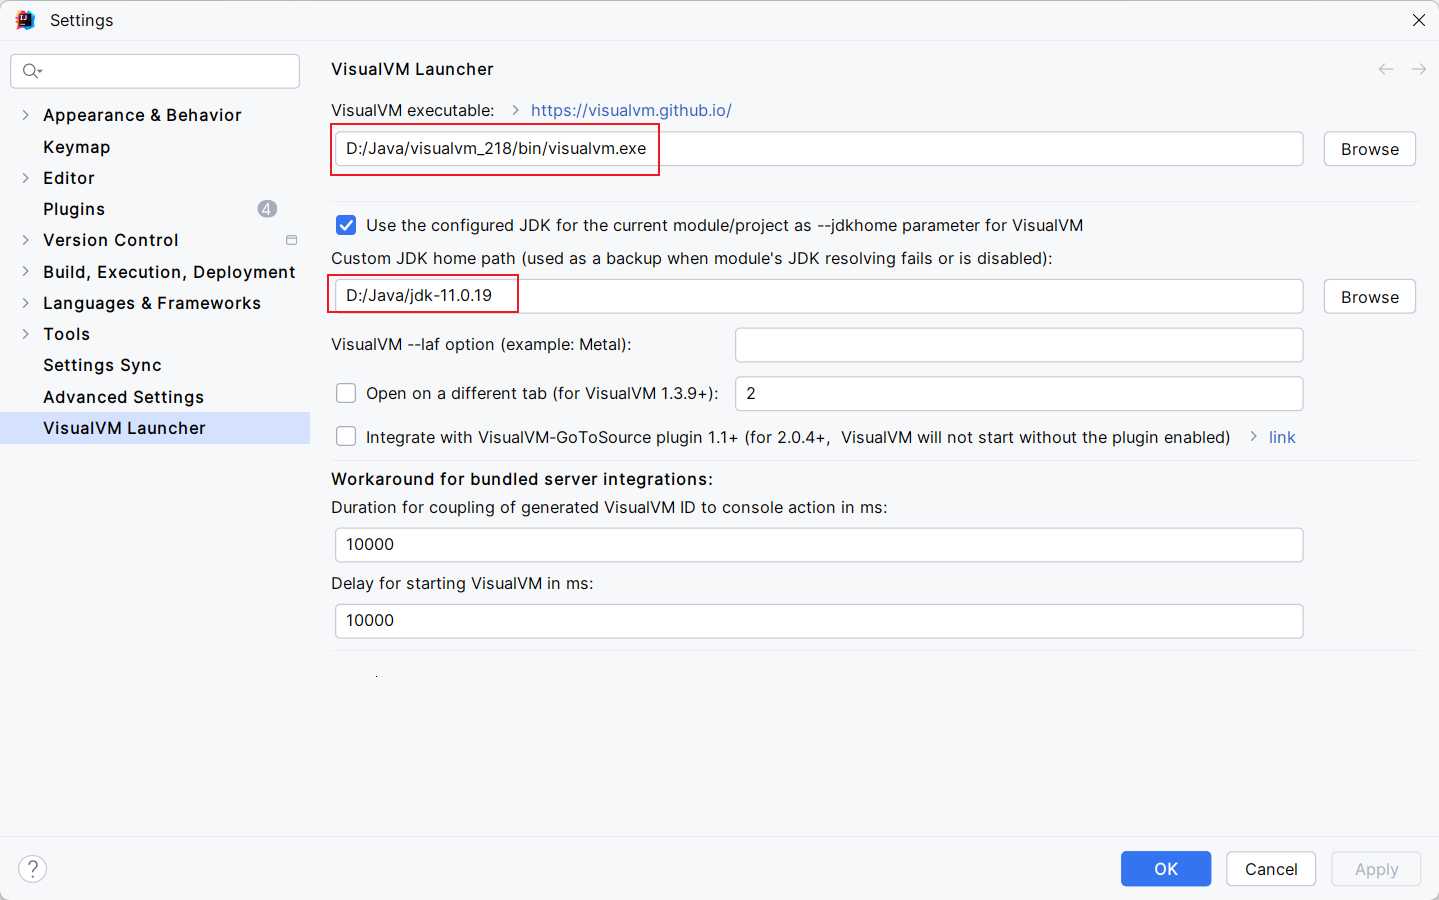 Settings
VisualVM Launcher
Appearance & Behavior
Keymap
Editor
Plugins 4
Version Control
Build, Execution, Deployment
Languages & Frameworks
Tools
Settings Sync
Advanced Settings
VisualVM Launcher
VisualVM executable: https://visualvm.github.io/
D:/Java/visualvm_218/bin/visualvm.exe Browse
Use the configured JDK for the current module/project as --jdkhome parameter for VisualVM
Custom JDK home path (used as a backup when module's JDK resolving fails or is disabled):
D:/Java/jdk-11.0.19 Browse
VisualVM --laf option (example: Metal):
Open on a different tab (for VisualVM 1.3.9+): 2
Integrate with VisualVM-GoToSource plugin 1.1+ (for 2.0.4+, VisualVM will not start without the plugin enabled) link
Workaround for bundled server integrations:
Duration for coupling of generated VisualVM ID to console action in ms:
10000
Delay for starting VisualVM in ms:
10000
? OK Cancel Apply